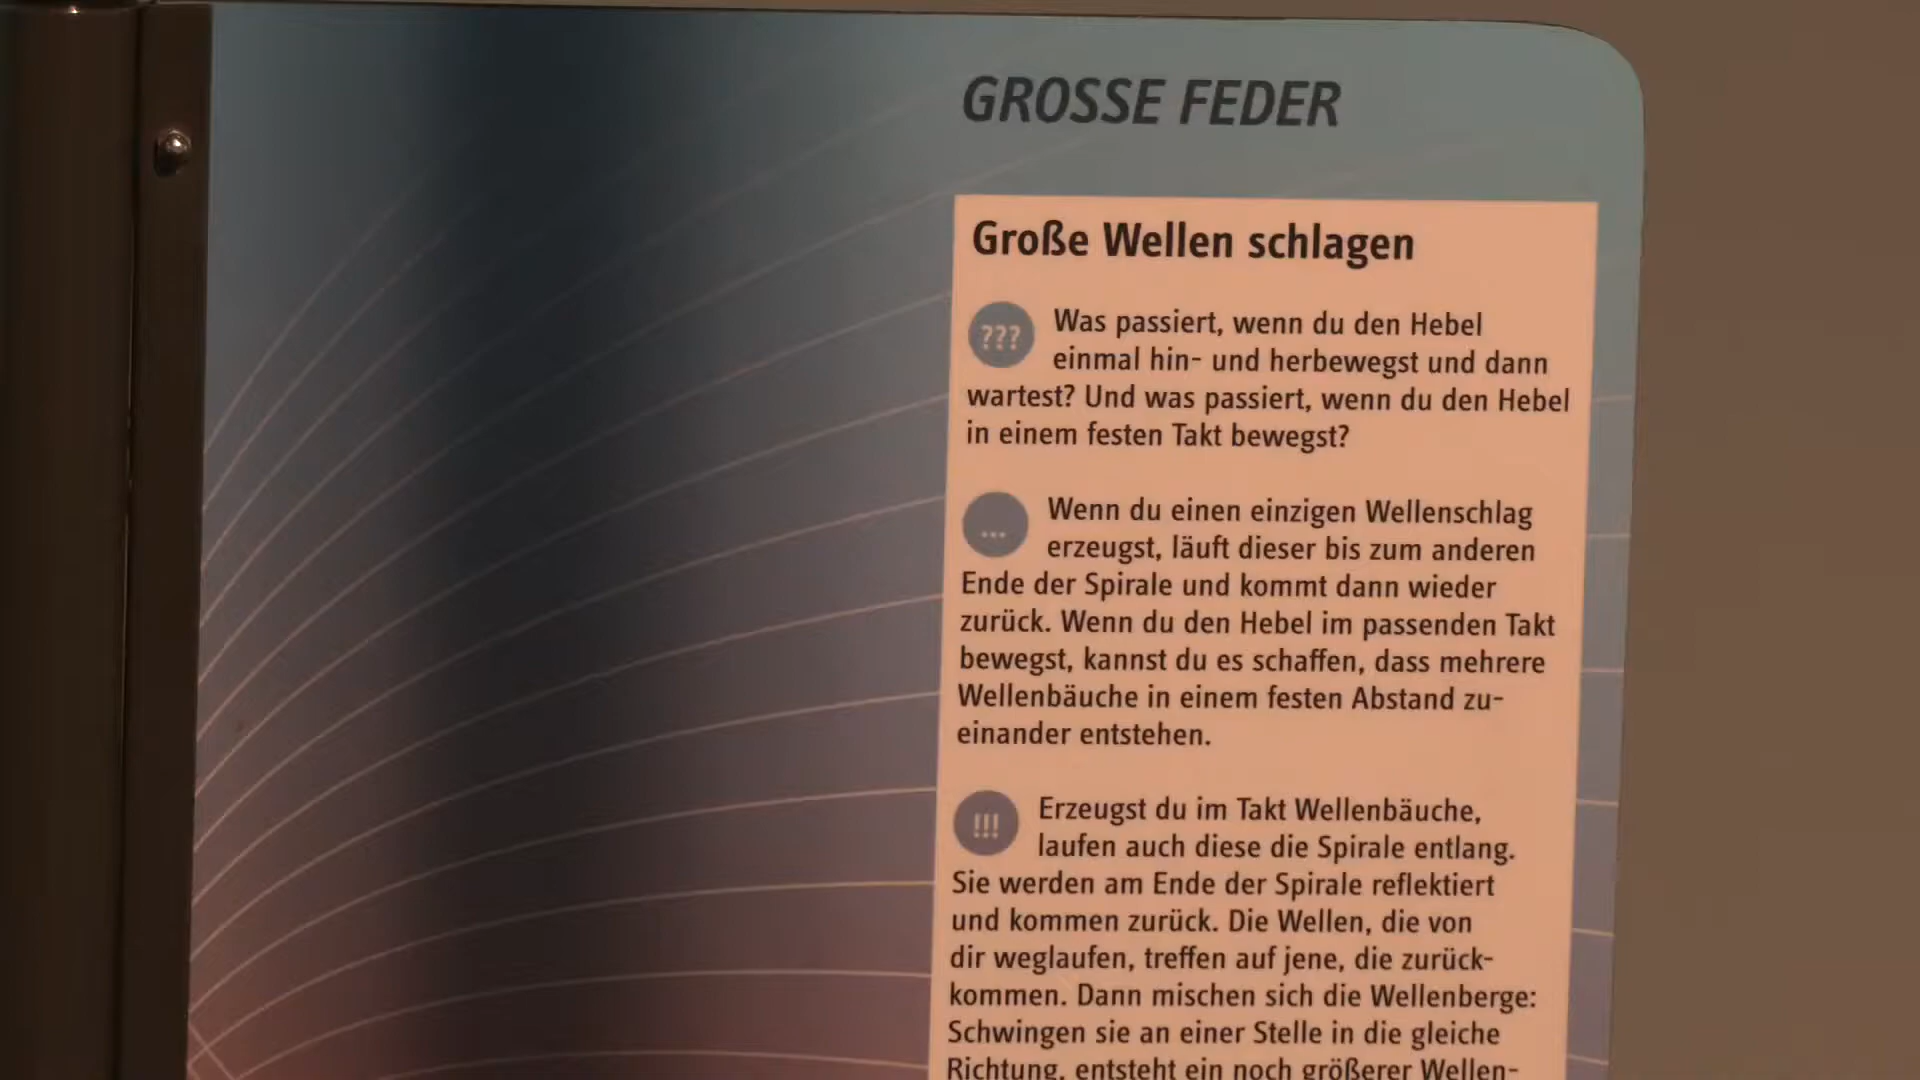 GROSSE FEDER
Große Wellen schlagen
??? Was passiert, wenn du den Hebel
einmal hin- und herbewegst und dann
wartest? Und was passiert, wenn du den Hebel
in einem festen Takt bewegst?
... Wenn du einen einzigen Wellenschlag
erzeugst, läuft dieser bis zum anderen
Ende der Spirale und kommt dann wieder
zurück. Wenn du den Hebel im passenden Takt
bewegst, kannst du es schaffen, dass mehrere
Wellenbäuche in einem festen Abstand zu-
einander entstehen.
!!! Erzeugst du im Takt Wellenbäuche,
laufen auch diese die Spirale entlang.
Sie werden am Ende der Spirale reflektiert
und kommen zurück. Die Wellen, die von
dir weglaufen, treffen auf jene, die zurück-
kommen. Dann mischen sich die Wellenberge:
Schwingen sie an einer Stelle in die gleiche
Richtung, entsteht ein noch größerer Wellen-